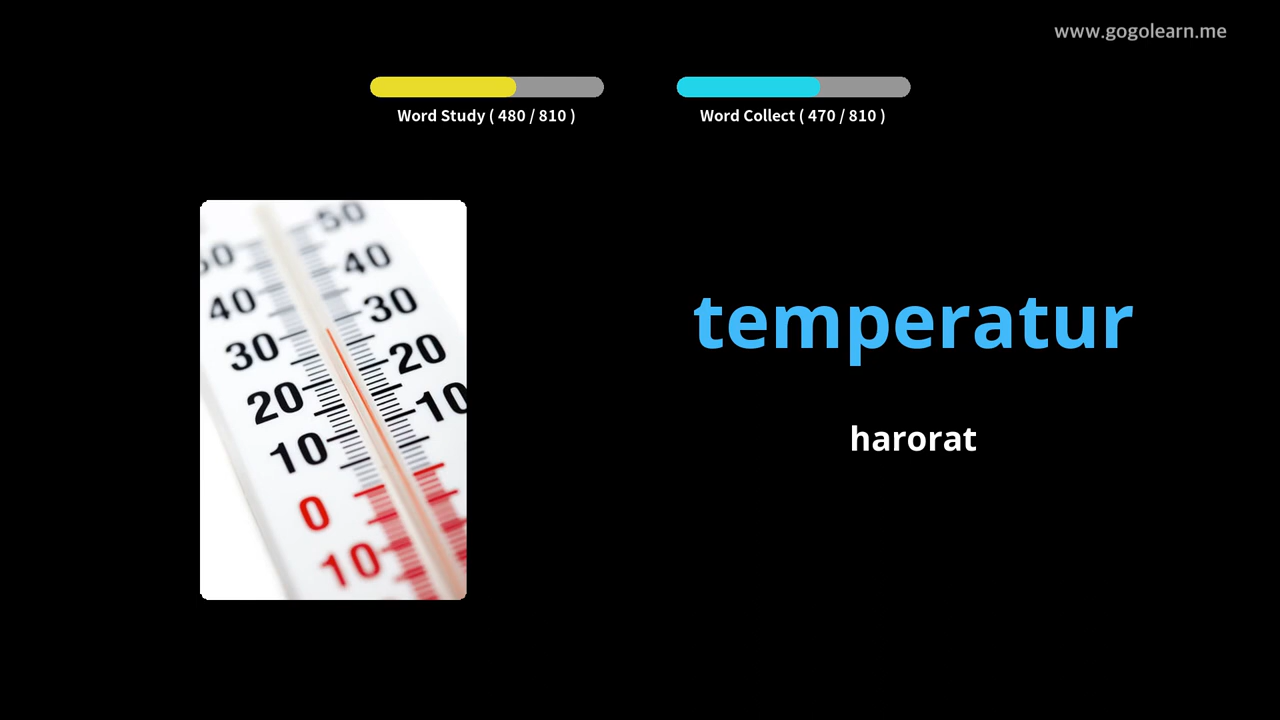 www.gogolearn.me
Word Study ( 480 / 810 )
Word Collect ( 470 / 810 )
50
50
40
40
30
30
20
20
10
10
0
10
temperatur
harorat